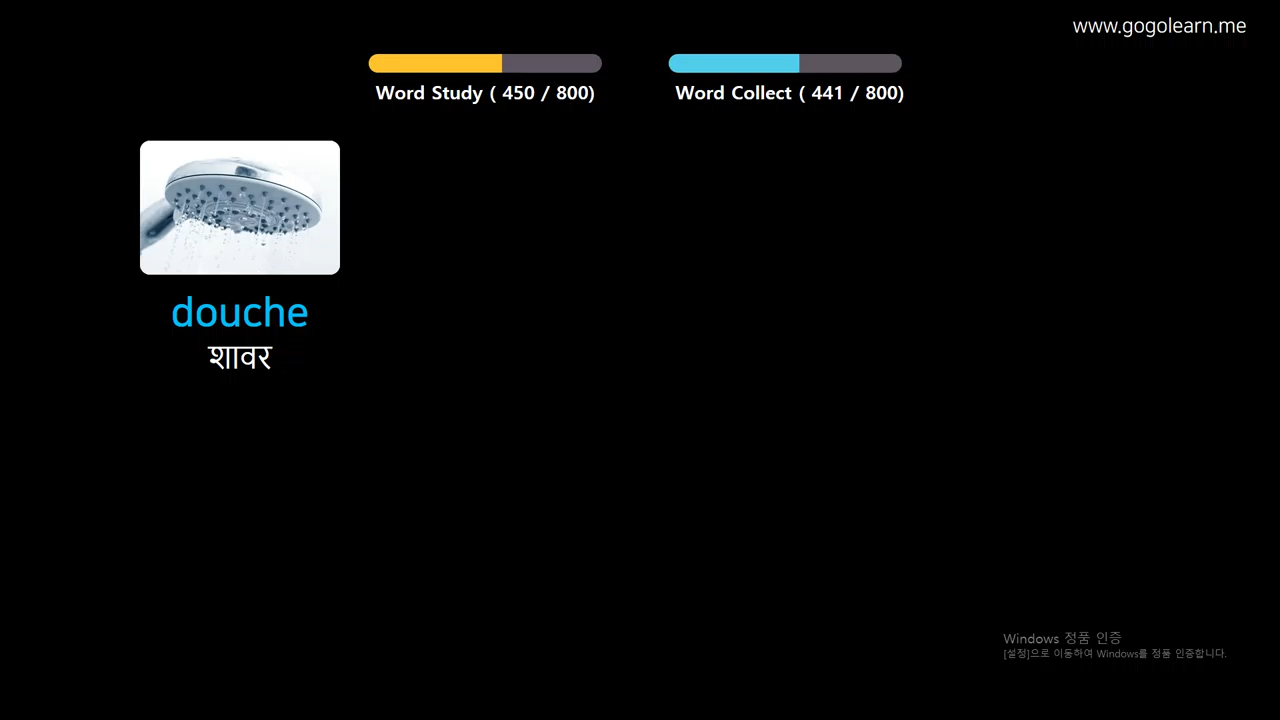 www.gogolearn.me
Word Study ( 450 / 800)
Word Collect ( 441 / 800)
douche
शावर
Windows 정품 인증
[설정]으로 이동하여 Windows를 정품 인증합니다.